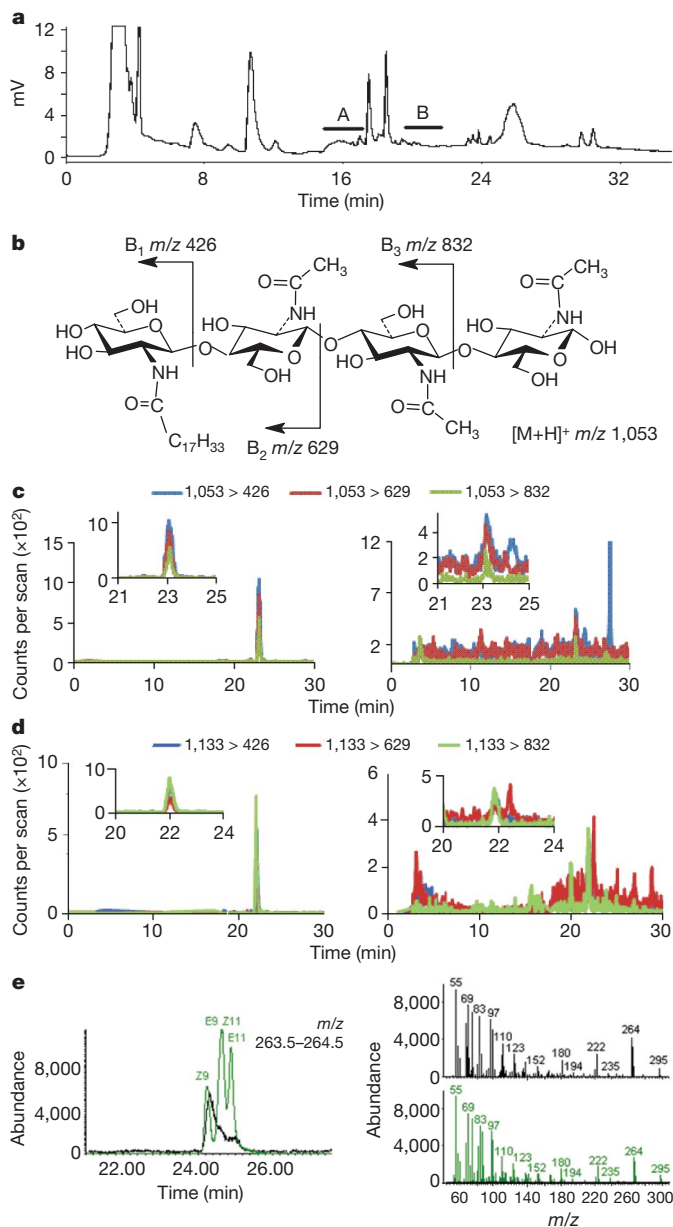 a
12
8
4
0
mV
A
B
0
8
16
24
32
Time (min)
b
B₁ m/z 426
B₃ m/z 832
CH₃
CH₃
O=C
O=C
OH
NH
OH
NH
HO
HO
O
HO
O
O
HO
O
HO
O
HO
O
O
HO
O
OH
NH
OH
NH
OH
O=C
O=C
C₁₇H₃₃
CH₃
B₂ m/z 629
[M+H]⁺ m/z 1,053
c
1,053 > 426
1,053 > 629
1,053 > 832
Counts per scan (×10²)
15
10
5
0
10
0
21
23
25
0
10
20
30
12
8
4
2
4
2
0
21
23
25
0
10
20
30
Time (min)
d
1,133 > 426
1,133 > 629
1,133 > 832
Counts per scan (×10²)
10
5
0
10
0
20
22
24
0
10
20
30
6
4
2
0
5
0
20
22
24
0
10
20
30
Time (min)
e
Abundance
8,000
4,000
0
E9
Z11
E11
Z9
m/z
263.5–264.5
22.00
24.00
26.00
Time (min)
Abundance
8,000
4,000
0
55
69
83
97
110
123
152
180
194
222
235
264
295
8,000
4,000
0
55
69
83
97
110
123
152
180
194
222
235
264
295
60
100
140
180
220
260
300
m/z